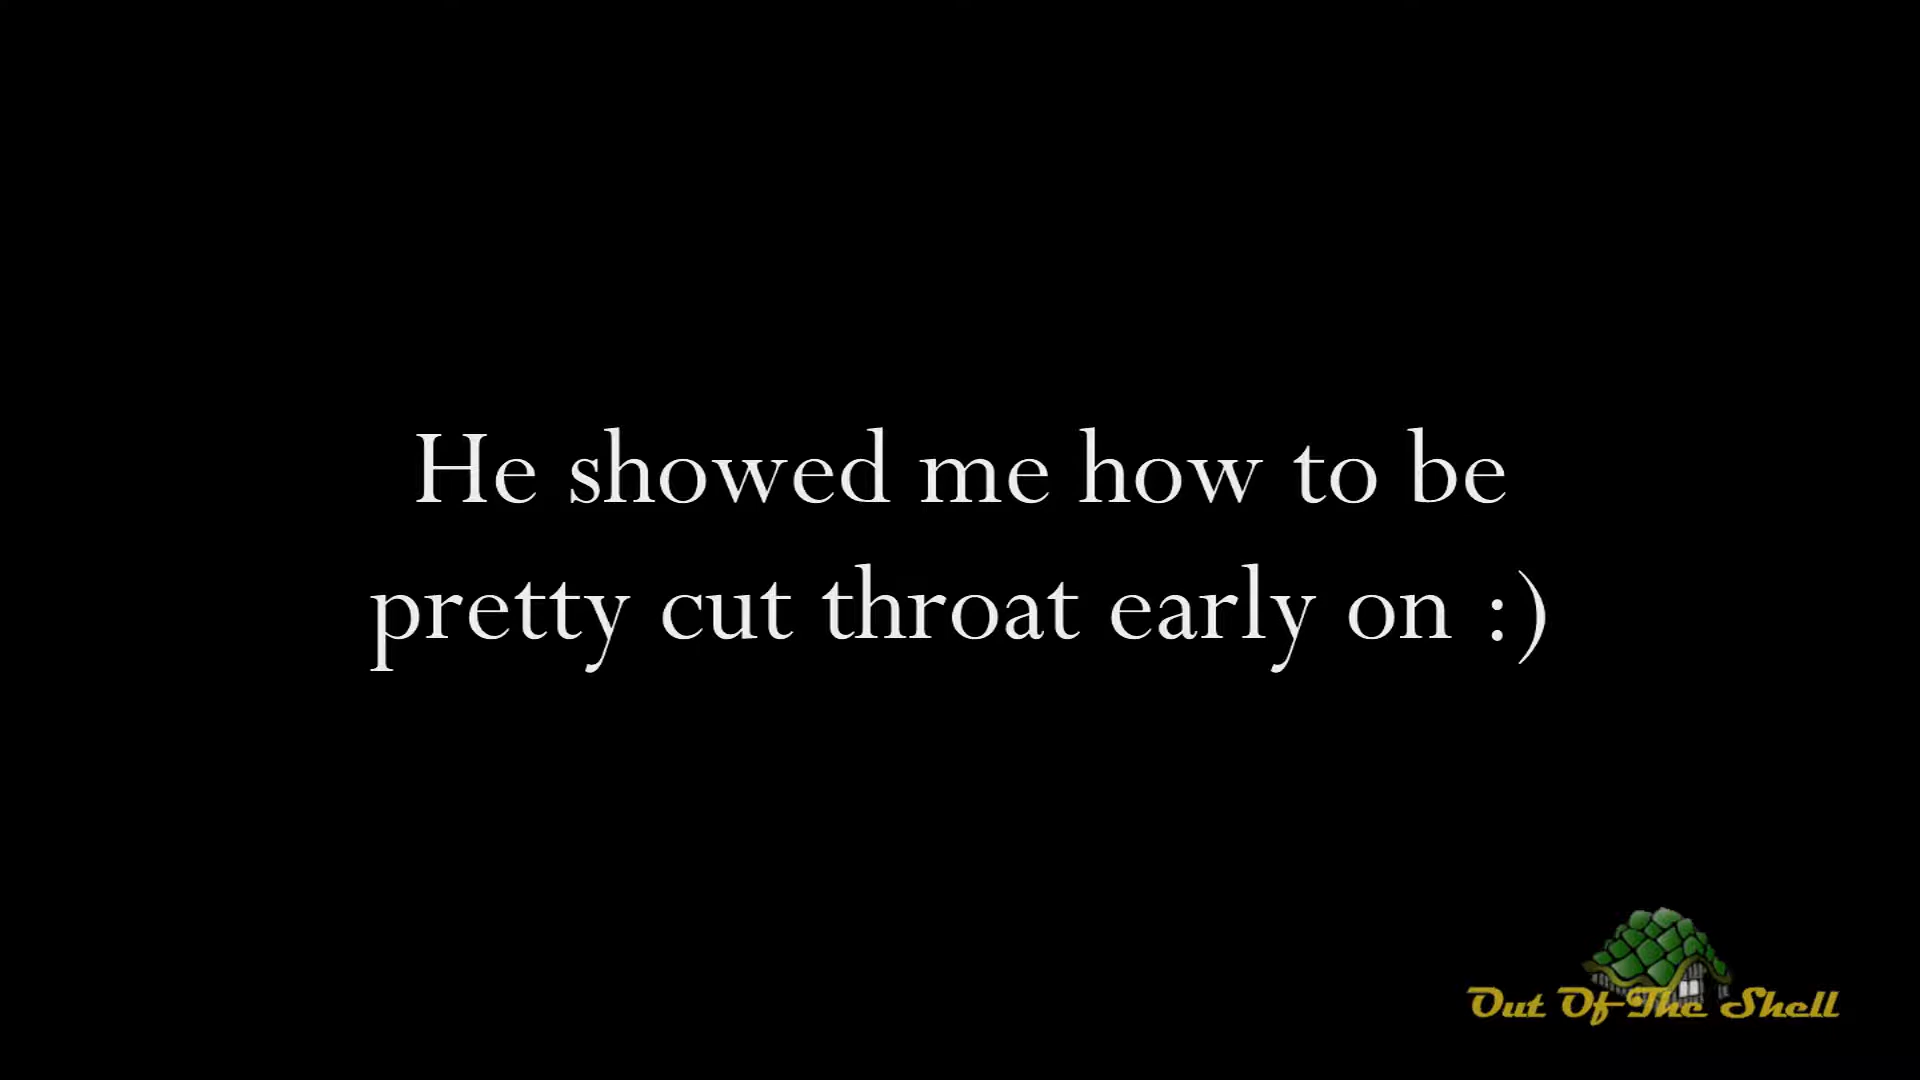 He showed me how to be
pretty cut throat early on :)
Out Of The Shell